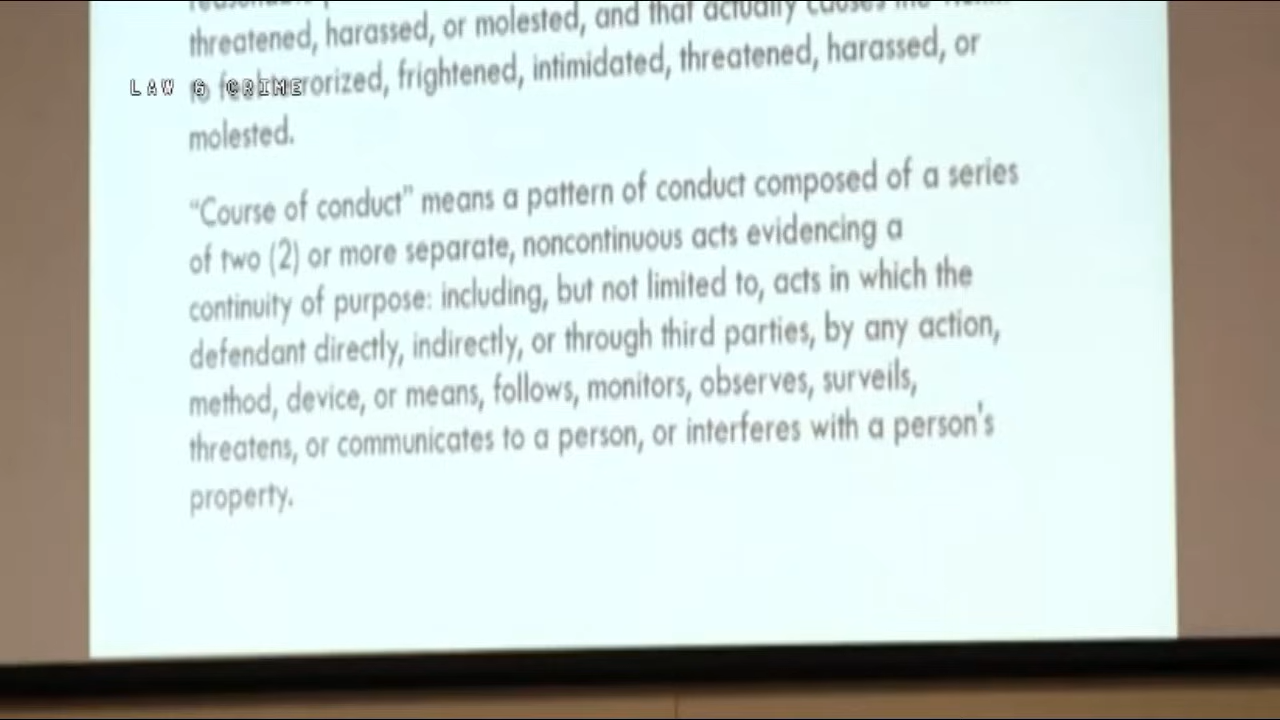 threatened, harassed, or molested, and that actually causes the
LAW & CRIME
to feel terrorized, frightened, intimidated, threatened, harassed, or
molested.
“Course of conduct” means a pattern of conduct composed of a series
of two (2) or more separate, noncontinuous acts evidencing a
continuity of purpose: including, but not limited to, acts in which the
defendant directly, indirectly, or through third parties, by any action,
method, device, or means, follows, monitors, observes, surveils,
threatens, or communicates to a person, or interferes with a person's
property.